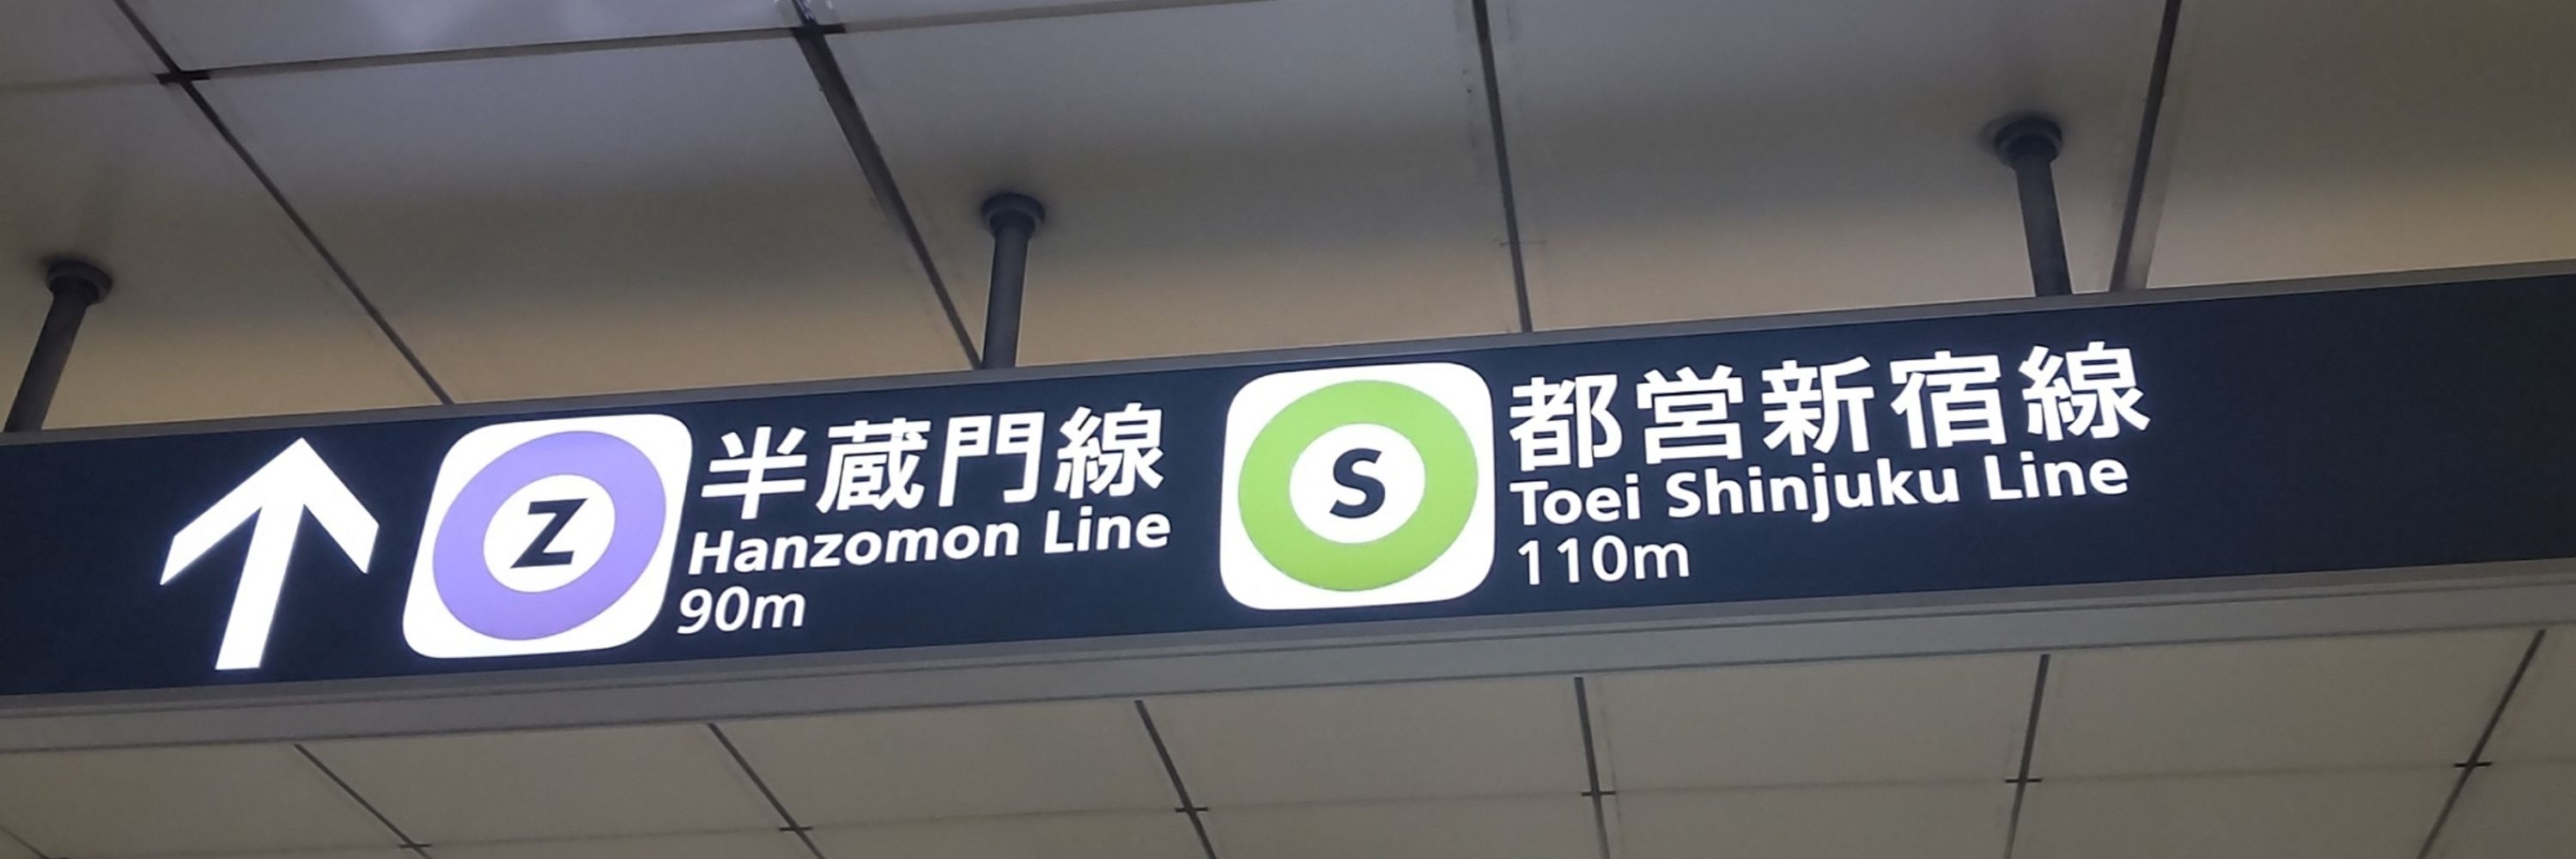 Z
半蔵門線
Hanzomon Line
90m
S
都営新宿線
Toei Shinjuku Line
110m